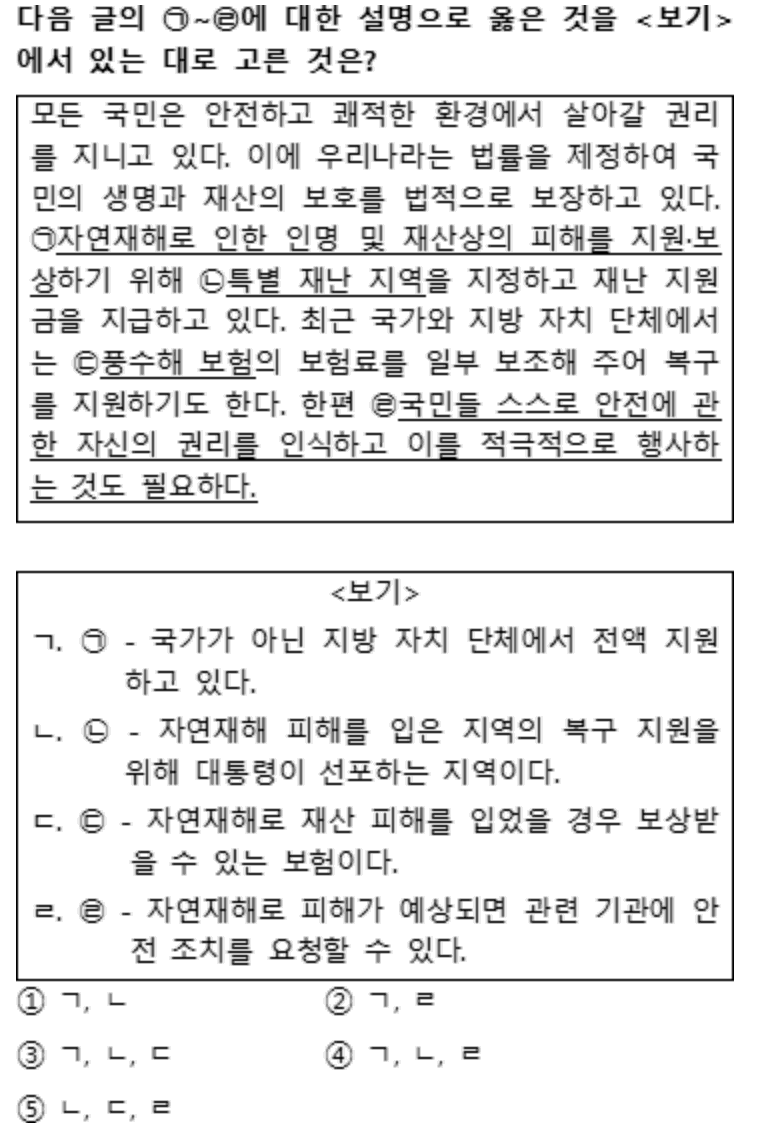 다음 글의 ㉠~㉣에 대한 설명으로 옳은 것을 <보기>
에서 있는 대로 고른 것은?
모든 국민은 안전하고 쾌적한 환경에서 살아갈 권리
를 지니고 있다. 이에 우리나라는 법률을 제정하여 국
민의 생명과 재산의 보호를 법적으로 보장하고 있다.
㉠자연재해로 인한 인명 및 재산상의 피해를 지원·보
상하기 위해 ㉡특별 재난 지역을 지정하고 재난 지원
금을 지급하고 있다. 최근 국가와 지방 자치 단체에서
는 ㉢풍수해 보험의 보험료를 일부 보조해 주어 복구
를 지원하기도 한다. 한편 ㉣국민들 스스로 안전에 관
한 자신의 권리를 인식하고 이를 적극적으로 행사하
는 것도 필요하다.
<보기>
ㄱ. ㉠ - 국가가 아닌 지방 자치 단체에서 전액 지원
하고 있다.
ㄴ. ㉡ - 자연재해 피해를 입은 지역의 복구 지원을
위해 대통령이 선포하는 지역이다.
ㄷ. ㉢ - 자연재해로 재산 피해를 입었을 경우 보상받
을 수 있는 보험이다.
ㄹ. ㉣ - 자연재해로 피해가 예상되면 관련 기관에 안
전 조치를 요청할 수 있다.
① ㄱ, ㄴ ② ㄱ, ㄹ
③ ㄱ, ㄴ, ㄷ ④ ㄱ, ㄴ, ㄹ
⑤ ㄴ, ㄷ, ㄹ